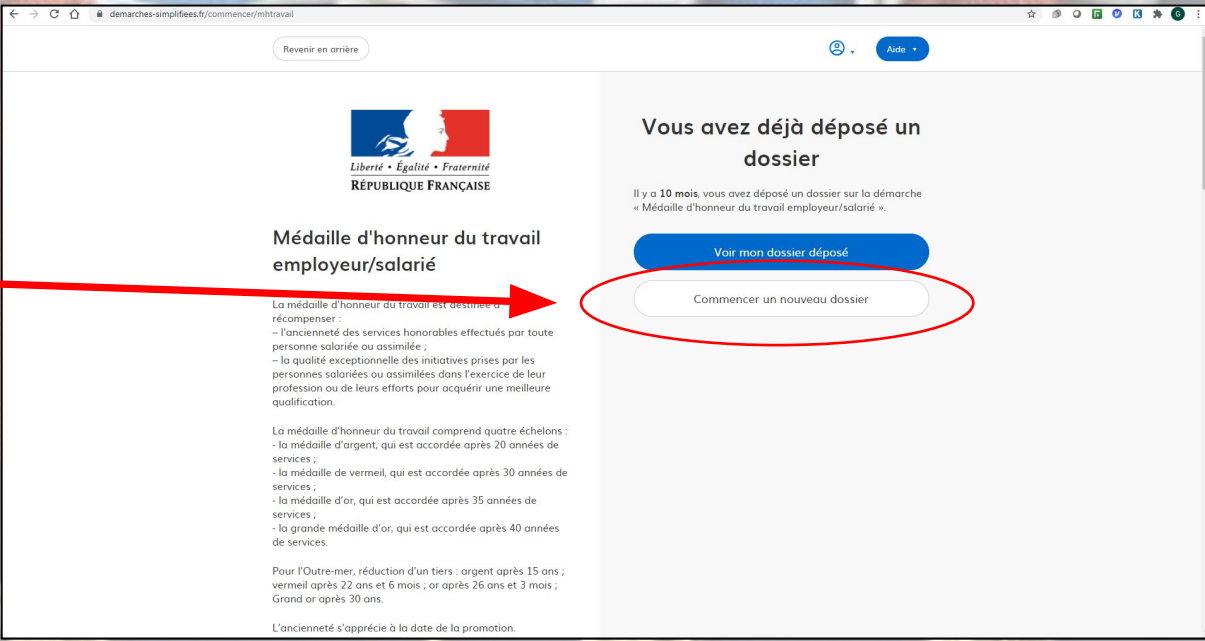 demarches-simplifiees.fr/commencer/mhtravail
Revenir en arrière
Aide
Liberté • Égalité • Fraternité
RÉPUBLIQUE FRANÇAISE
Médaille d'honneur du travail
employeur/salarié
La médaille d'honneur du travail est destinée à
récompenser :
– l'ancienneté des services honorables effectués par toute
personne salariée ou assimilée ;
– la qualité exceptionnelle des initiatives prises par les
personnes salariées ou assimilées dans l'exercice de leur
profession ou de leurs efforts pour acquérir une meilleure
qualification.
La médaille d'honneur du travail comprend quatre échelons :
- la médaille d'argent, qui est accordée après 20 années de
services ;
- la médaille de vermeil, qui est accordée après 30 années de
services ;
- la médaille d'or, qui est accordée après 35 années de
services ;
- la grande médaille d'or, qui est accordée après 40 années
de services.
Pour l'Outre-mer, réduction d'un tiers : argent après 15 ans ;
vermeil après 22 ans et 6 mois ; or après 26 ans et 3 mois ;
Grand or après 30 ans.
L'ancienneté s'apprécie à la date de la promotion.
Vous avez déjà déposé un
dossier
Il y a 10 mois, vous avez déposé un dossier sur la démarche
« Médaille d'honneur du travail employeur/salarié ».
Voir mon dossier déposé
Commencer un nouveau dossier